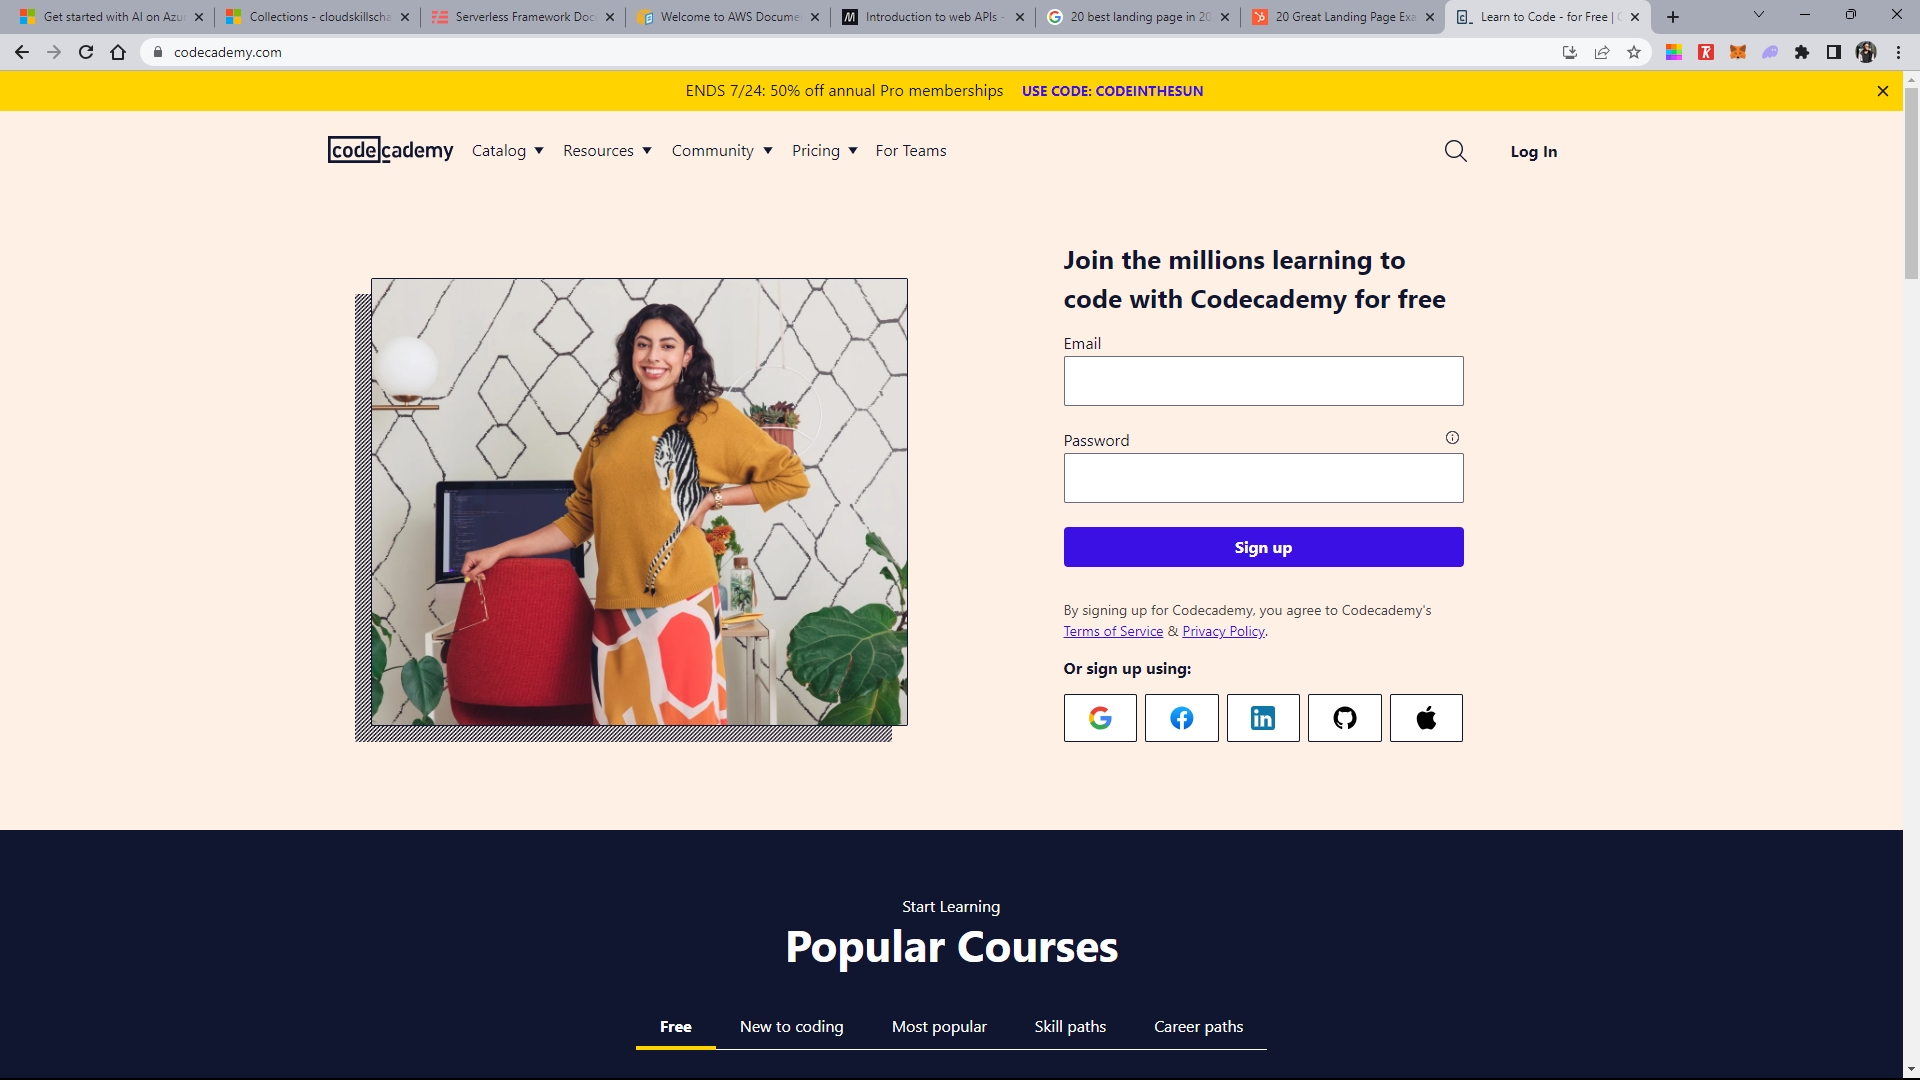 Get started with AI on Azu
Collections - cloudskillscha
Serverless Framework Doc
Welcome to AWS Docume
Introduction to web APIs -
20 best landing page in 20
20 Great Landing Page Exa
Learn to Code - for Free | C
codecademy.com
ENDS 7/24: 50% off annual Pro memberships USE CODE: CODEINTHESUN
codecademy Catalog Resources Community Pricing For Teams Log In
Join the millions learning to
code with Codecademy for free
Email
Password
Sign up
By signing up for Codecademy, you agree to Codecademy's
Terms of Service & Privacy Policy.
Or sign up using:
Start Learning
Popular Courses
Free New to coding Most popular Skill paths Career paths